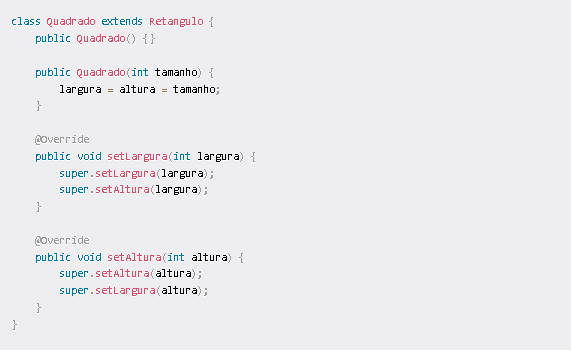 class Quadrado extends Retangulo {
    public Quadrado() {}

    public Quadrado(int tamanho) {
        largura = altura = tamanho;
    }

    @Override
    public void setLargura(int largura) {
        super.setLargura(largura);
        super.setAltura(largura);
    }

    @Override
    public void setAltura(int altura) {
        super.setAltura(altura);
        super.setLargura(altura);
    }
}